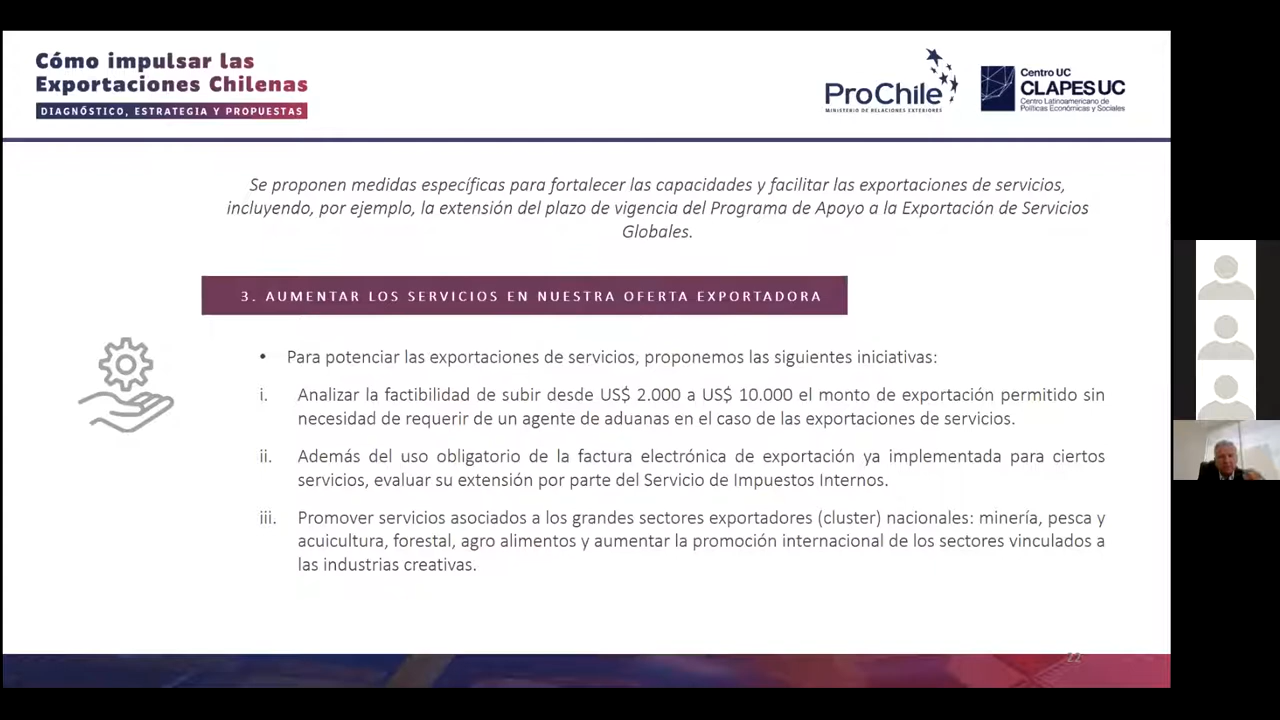 Cómo impulsar las
Exportaciones Chilenas
DIAGNÓSTICO, ESTRATEGIA Y PROPUESTAS
ProChile
MINISTERIO DE RELACIONES EXTERIORES
Centro UC
CLAPES UC
Centro Latinoamericano de
Políticas Económicas y Sociales
Se proponen medidas específicas para fortalecer las capacidades y facilitar las exportaciones de servicios,
incluyendo, por ejemplo, la extensión del plazo de vigencia del Programa de Apoyo a la Exportación de Servicios
Globales.
3. AUMENTAR LOS SERVICIOS EN NUESTRA OFERTA EXPORTADORA
• Para potenciar las exportaciones de servicios, proponemos las siguientes iniciativas:
i. Analizar la factibilidad de subir desde US$ 2.000 a US$ 10.000 el monto de exportación permitido sin
necesidad de requerir de un agente de aduanas en el caso de las exportaciones de servicios.
ii. Además del uso obligatorio de la factura electrónica de exportación ya implementada para ciertos
servicios, evaluar su extensión por parte del Servicio de Impuestos Internos.
iii. Promover servicios asociados a los grandes sectores exportadores (cluster) nacionales: minería, pesca y
acuicultura, forestal, agro alimentos y aumentar la promoción internacional de los sectores vinculados a
las industrias creativas.
22